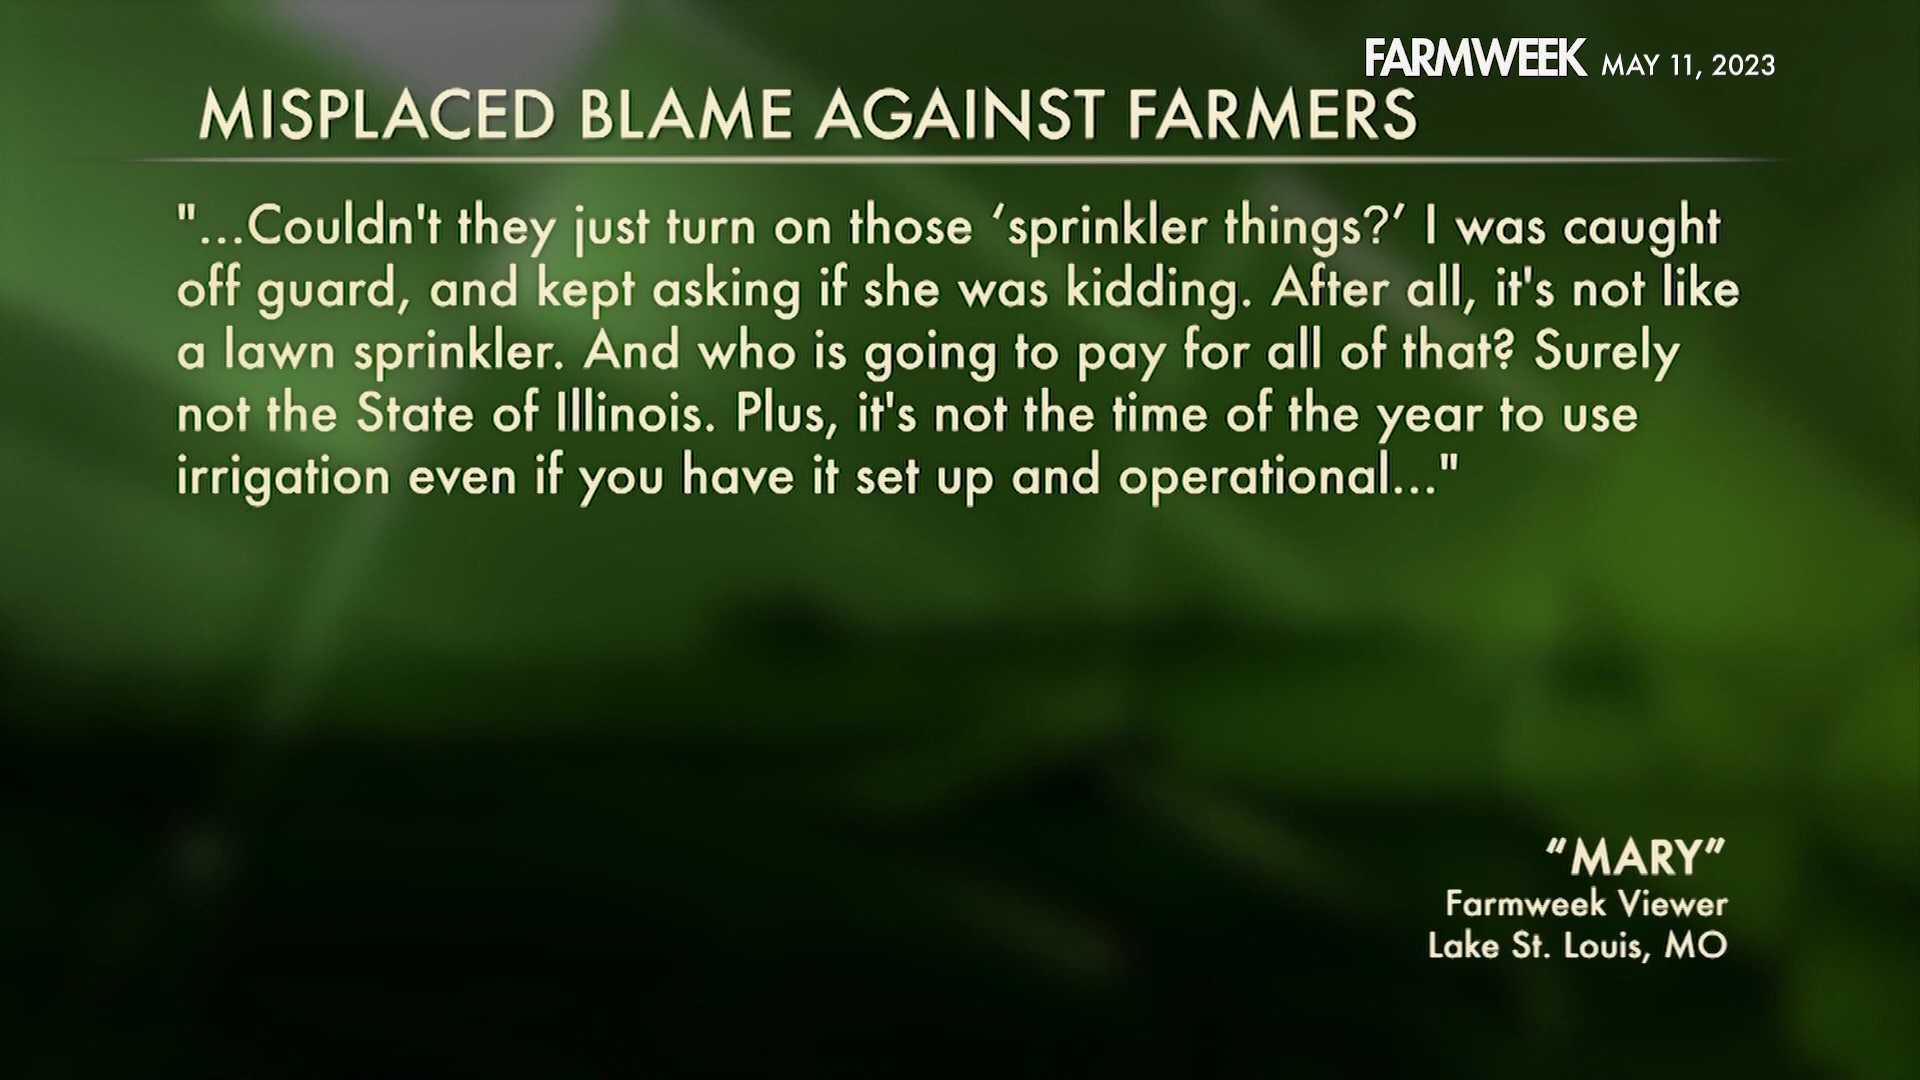 FARMWEEK MAY 11, 2023
MISPLACED BLAME AGAINST FARMERS
"...Couldn't they just turn on those ‘sprinkler things?’ I was caught
off guard, and kept asking if she was kidding. After all, it's not like
a lawn sprinkler. And who is going to pay for all of that? Surely
not the State of Illinois. Plus, it's not the time of the year to use
irrigation even if you have it set up and operational..."
“MARY”
Farmweek Viewer
Lake St. Louis, MO